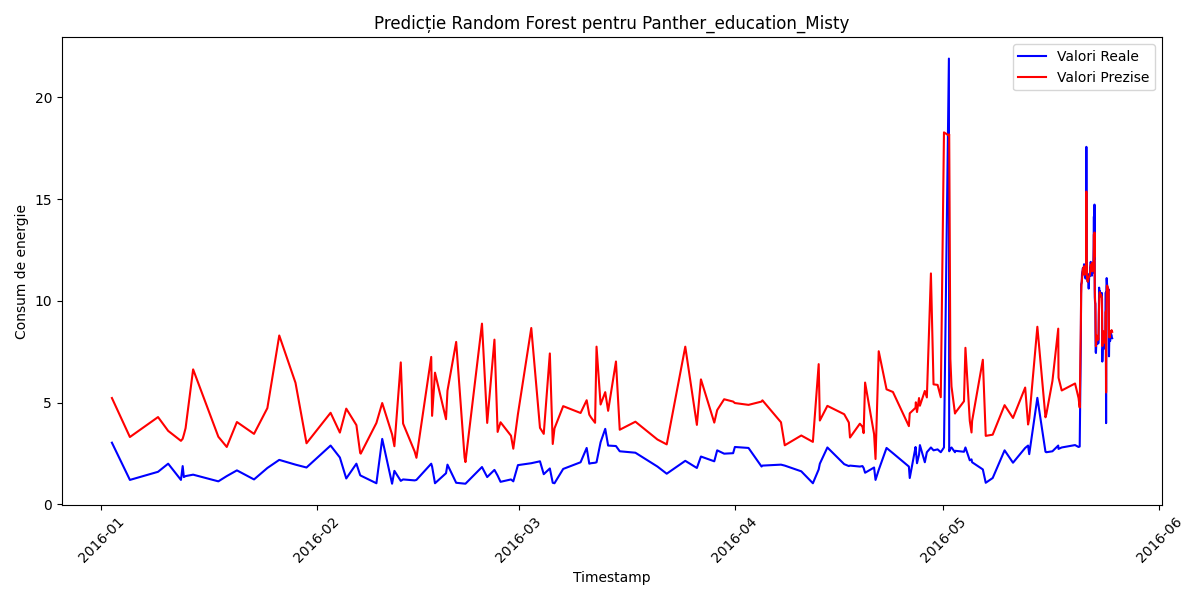 Predicție Random Forest pentru Panther_education_Misty
Valori Reale
Valori Prezise
Consum de energie
20
15
10
5
0
2016-01
2016-02
2016-03
2016-04
2016-05
2016-06
Timestamp